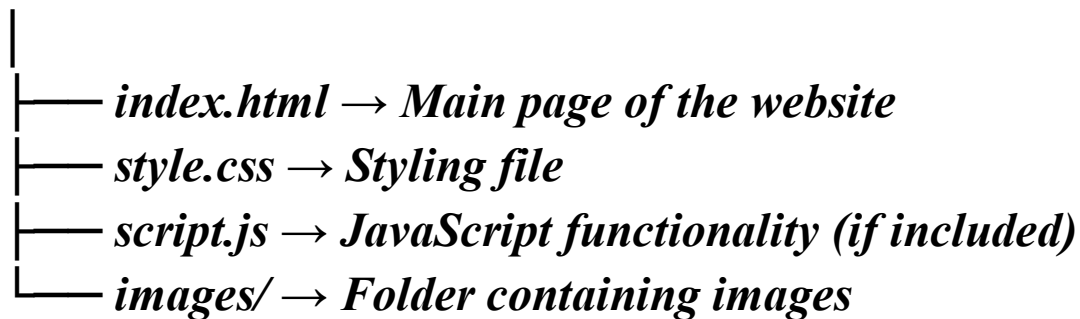 │
├── index.html → Main page of the website
├── style.css → Styling file
├── script.js → JavaScript functionality (if included)
└── images/ → Folder containing images